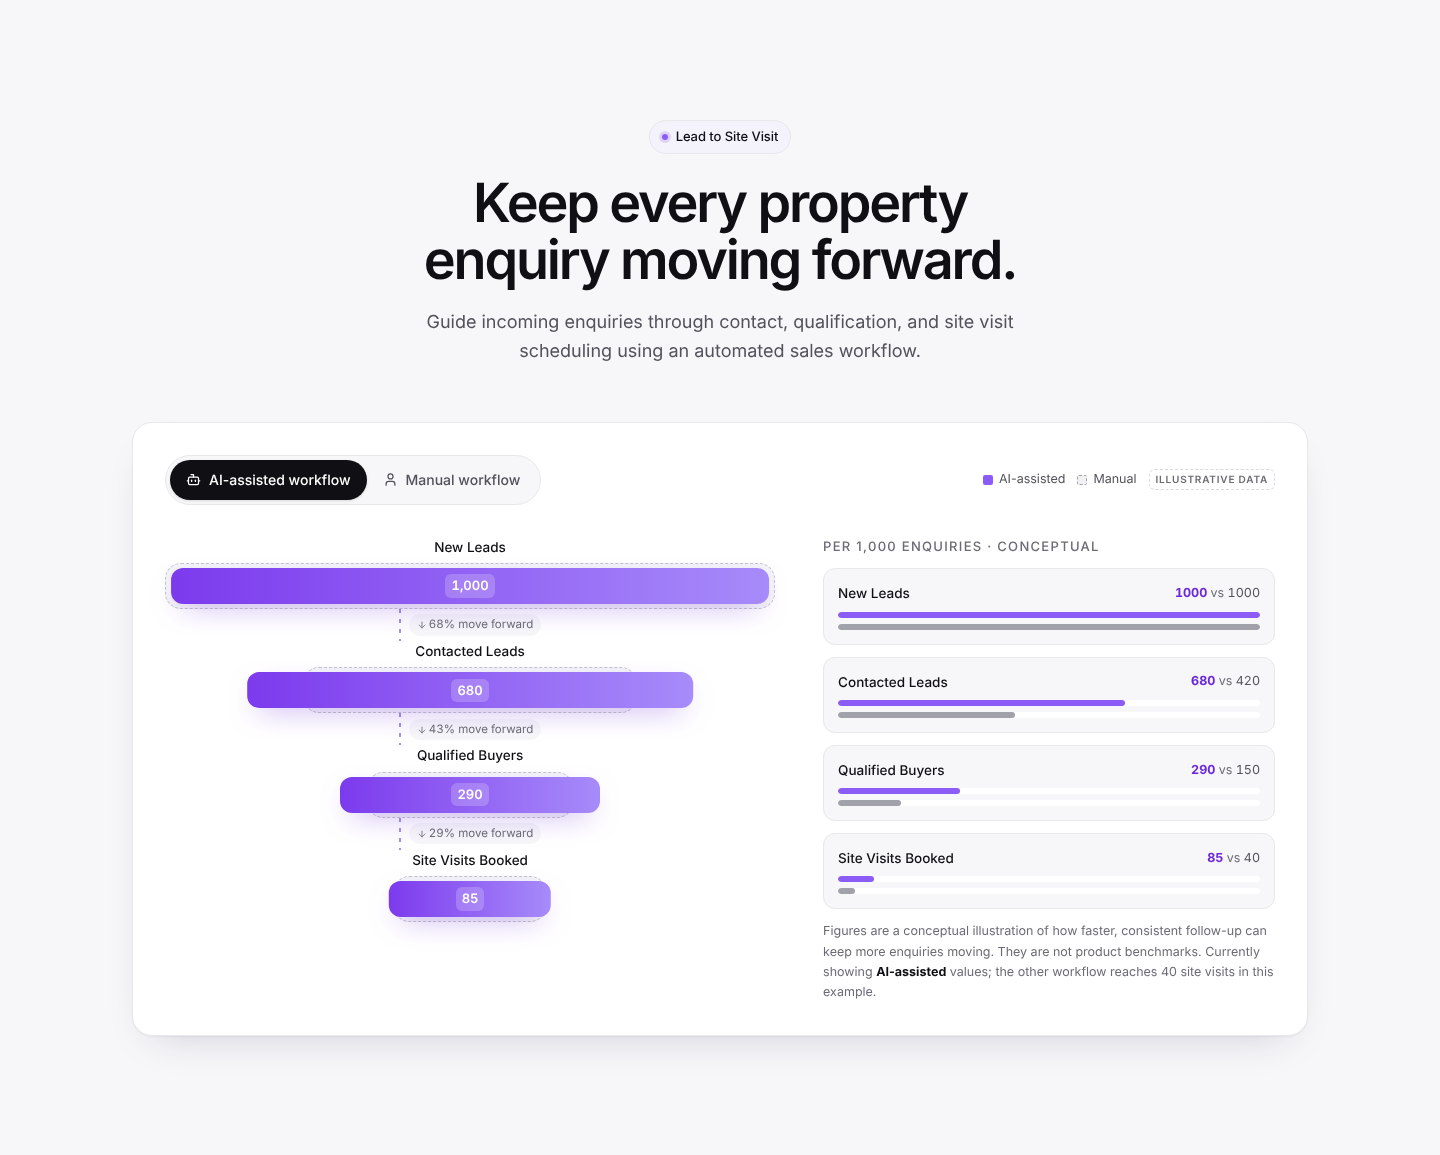 Lead to Site Visit
Keep every property
enquiry moving forward.
Guide incoming enquiries through contact, qualification, and site visit
scheduling using an automated sales workflow.
AI-assisted workflow
Manual workflow
AI-assisted
Manual
ILLUSTRATIVE DATA
New Leads
1,000
↓ 68% move forward
Contacted Leads
680
↓ 43% move forward
Qualified Buyers
290
↓ 29% move forward
Site Visits Booked
85
PER 1,000 ENQUIRIES · CONCEPTUAL
New Leads
1000 vs 1000
Contacted Leads
680 vs 420
Qualified Buyers
290 vs 150
Site Visits Booked
85 vs 40
Figures are a conceptual illustration of how faster, consistent follow-up can
keep more enquiries moving. They are not product benchmarks. Currently
showing AI-assisted values; the other workflow reaches 40 site visits in this
example.